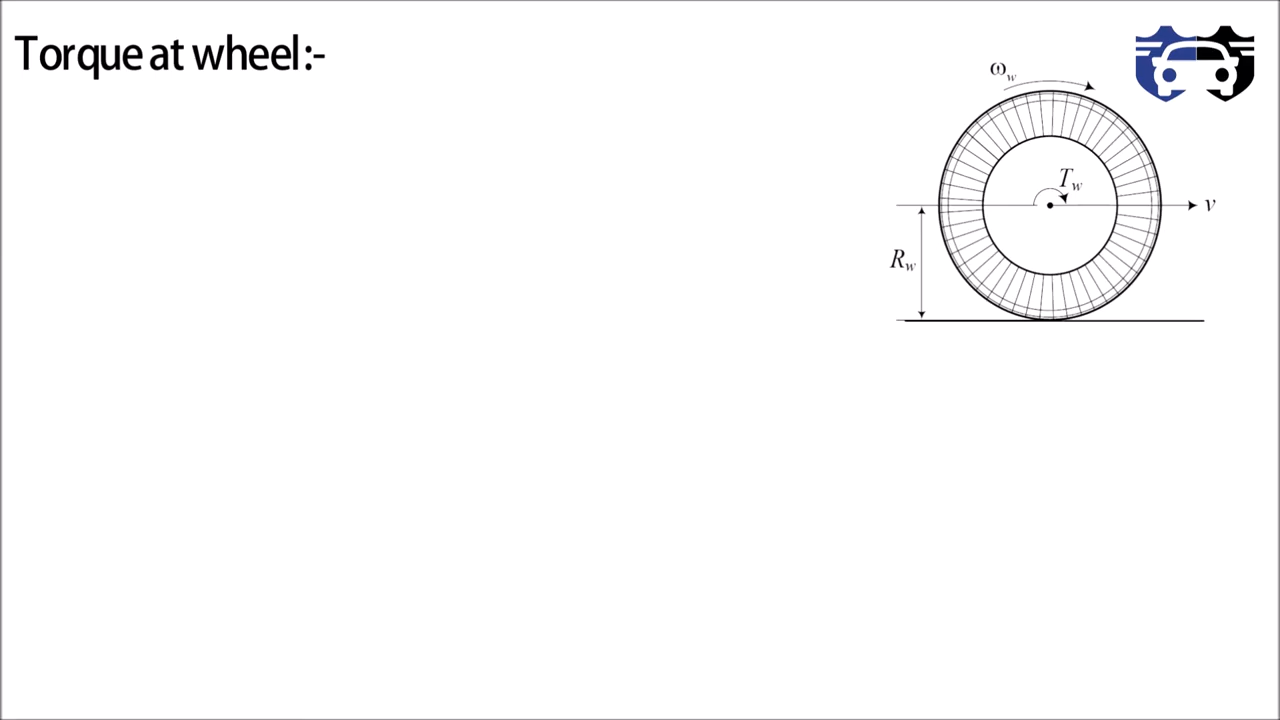 Torque at wheel :-
ω_w
T_w
v
R_w